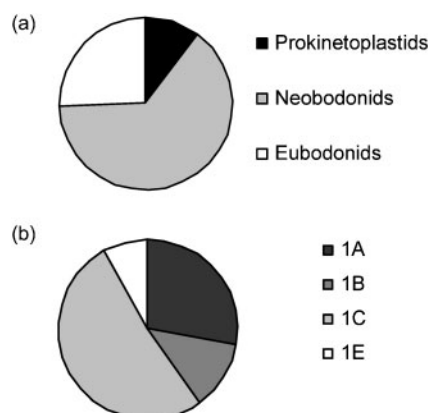 (a)
Prokinetoplastids
Neobodonids
Eubodonids
(b)
1A
1B
1C
1E